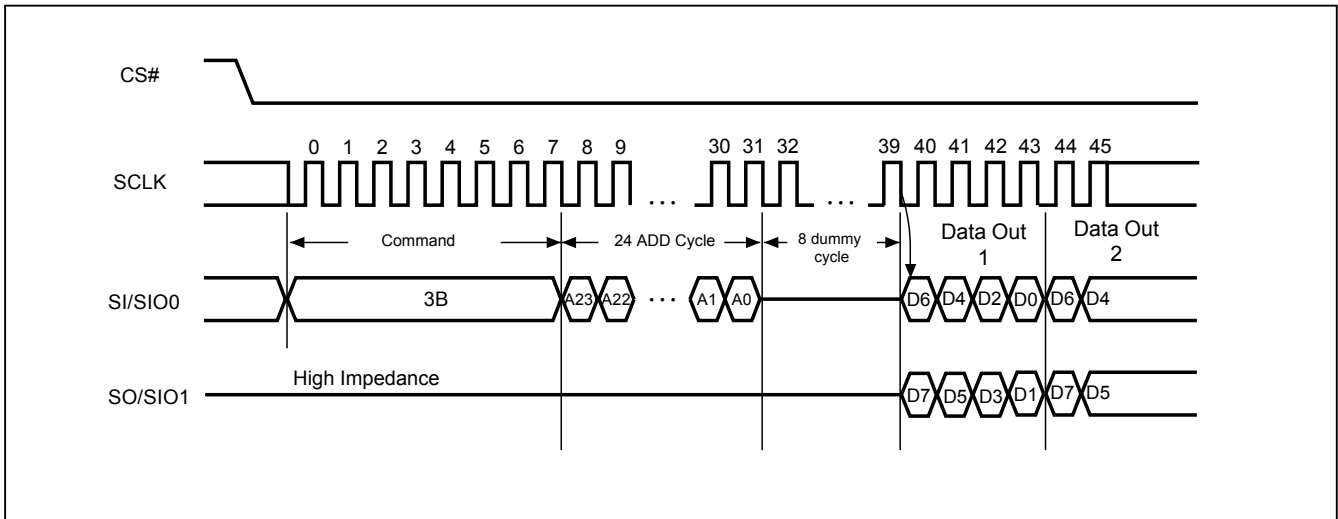 CS#
0 1 2 3 4 5 6 7 8 9 30 31 32 39 40 41 42 43 44 45
SCLK
... ...
Command 24 ADD Cycle 8 dummy cycle Data Out 1 Data Out 2
SI/SIO0 3B A23 A22 ... A1 A0 D6 D4 D2 D0 D6 D4
High Impedance
SO/SIO1 D7 D5 D3 D1 D7 D5